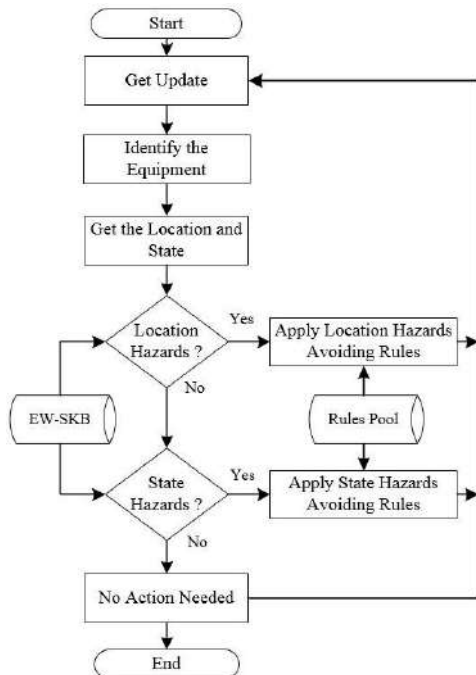 Start
Get Update
Identify the
Equipment
Get the Location and
State
Location
Hazards ?
Yes
Apply Location Hazards
Avoiding Rules
No
EW-SKB
Rules Pool
State
Hazards ?
Yes
Apply State Hazards
Avoiding Rules
No
No Action Needed
End